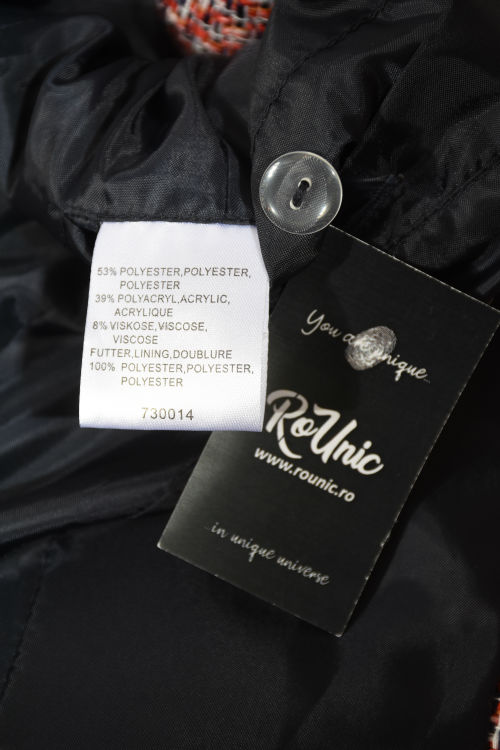 53% POLYESTER,POLYESTER,
POLYESTER
39% POLYACRYL,ACRYLIC,
ACRYLIQUE
8% VISKOSE,VISCOSE,
VISCOSE
FUTTER,LINING,DOUBLURE
100% POLYESTER,POLYESTER,
POLYESTER
730014
You are unique...
RoUnic
www.rounic.ro
...in unique universe